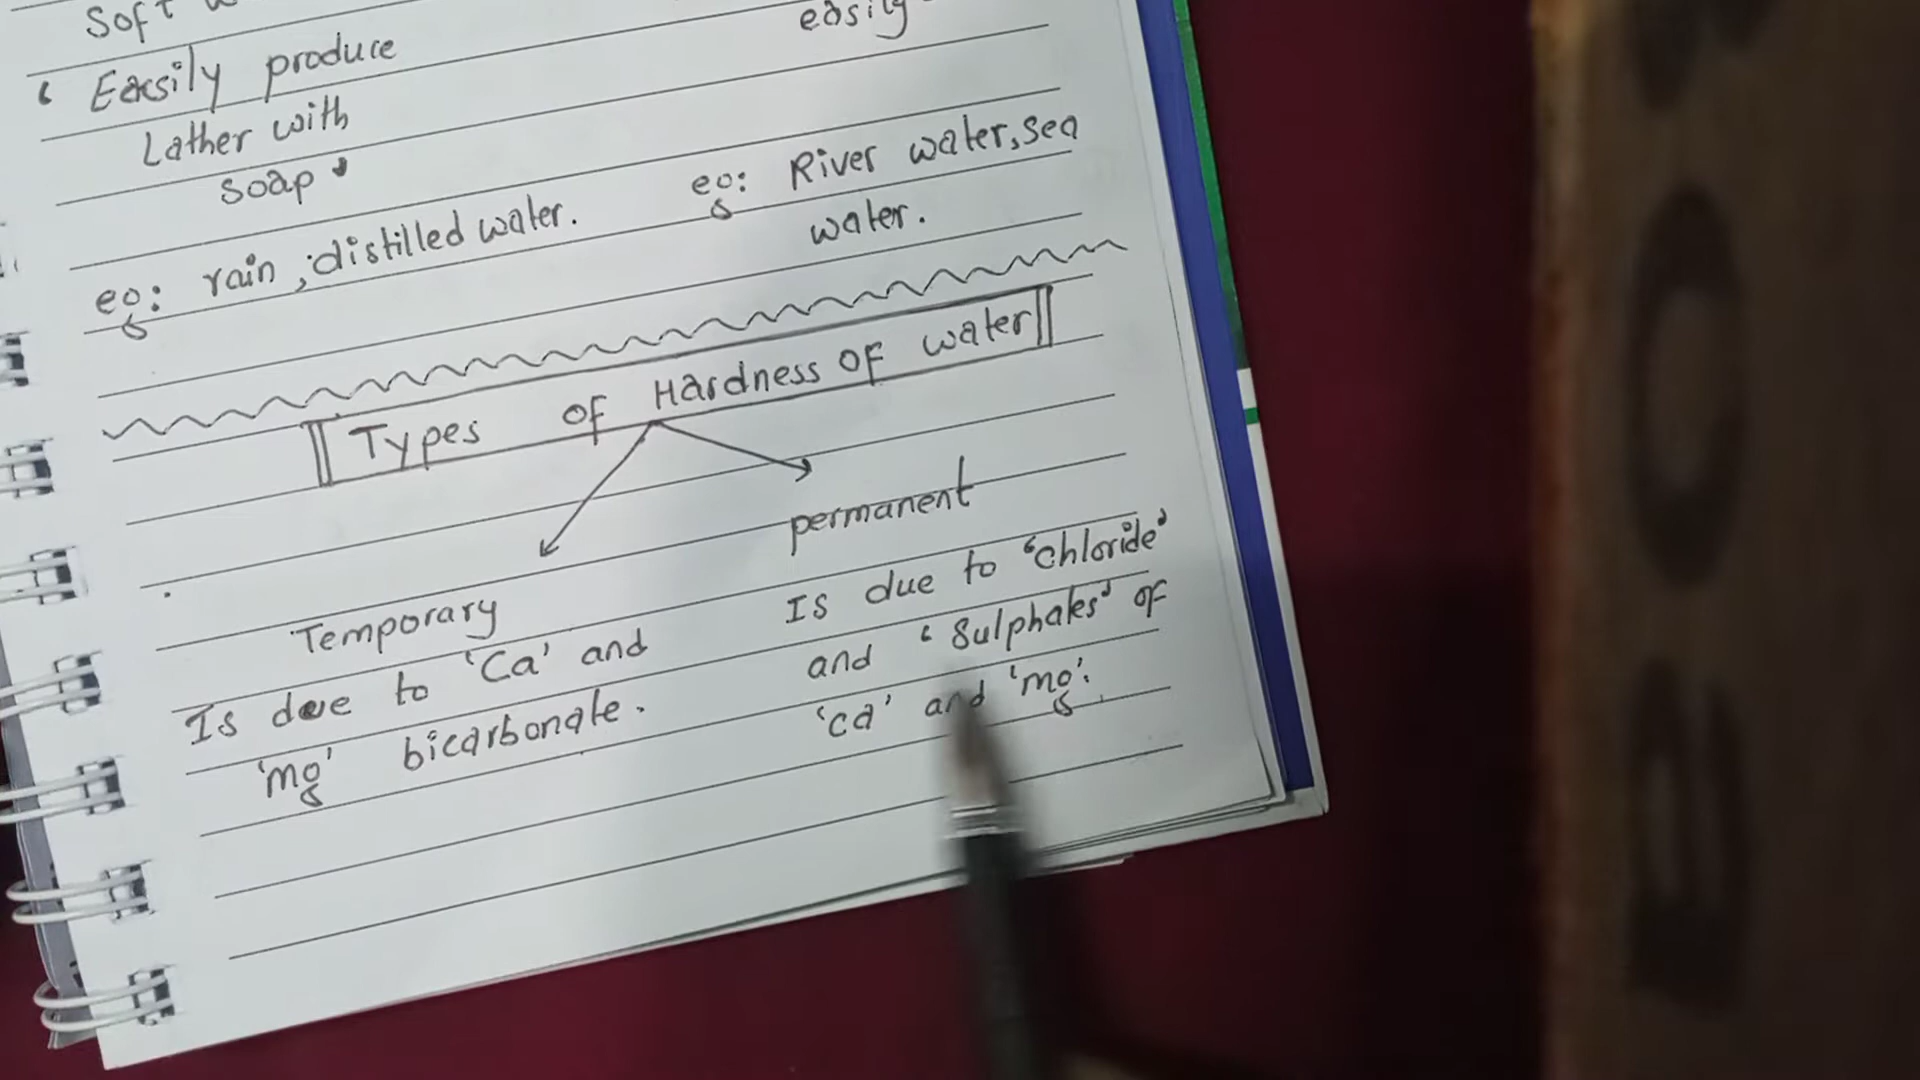 Soft
easily
‘ Easily produce
Lather with
soap’
eg: rain, distilled water.
eg: River water, sea
water.
Types of Hardness of water
Temporary
Is due to ‘Ca’ and
‘mg’ bicarbonate.
permanent
Is due to ‘chloride’
and ‘Sulphates’ of
‘ca’ and ‘mg’.